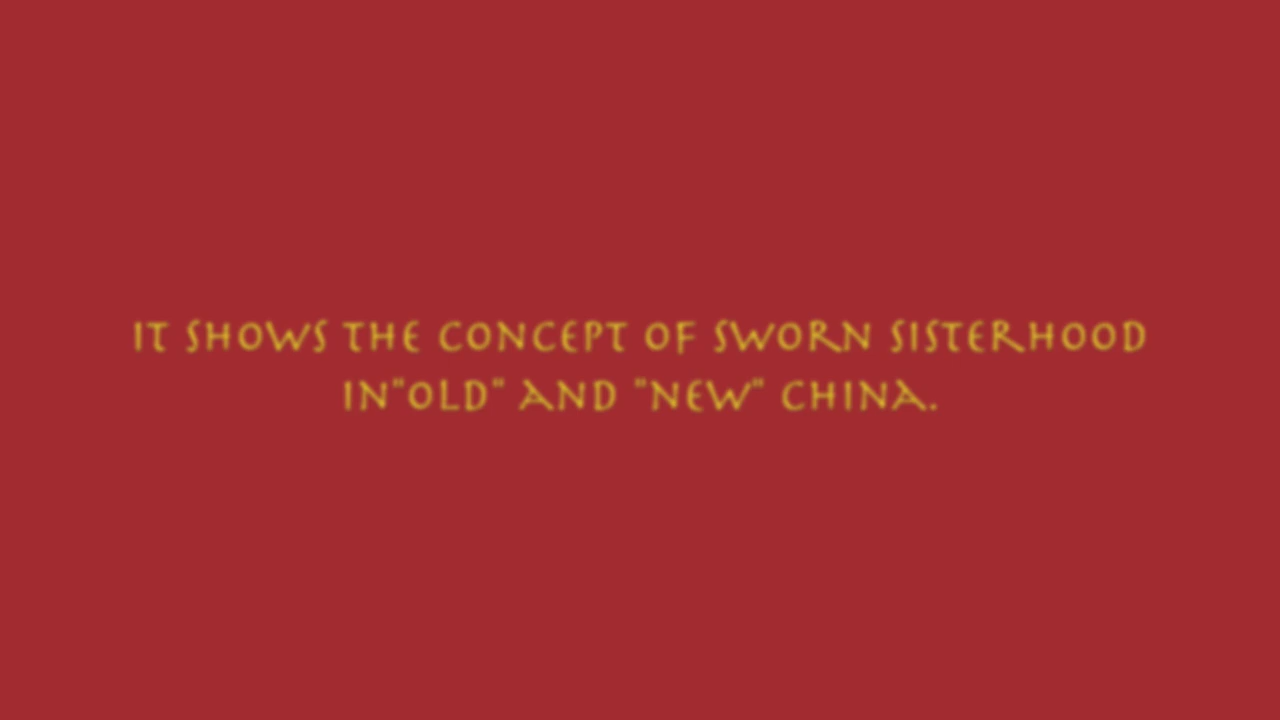 IT SHOWS THE CONCEPT OF SWORN SISTERHOOD
IN"OLD" AND "NEW" CHINA.